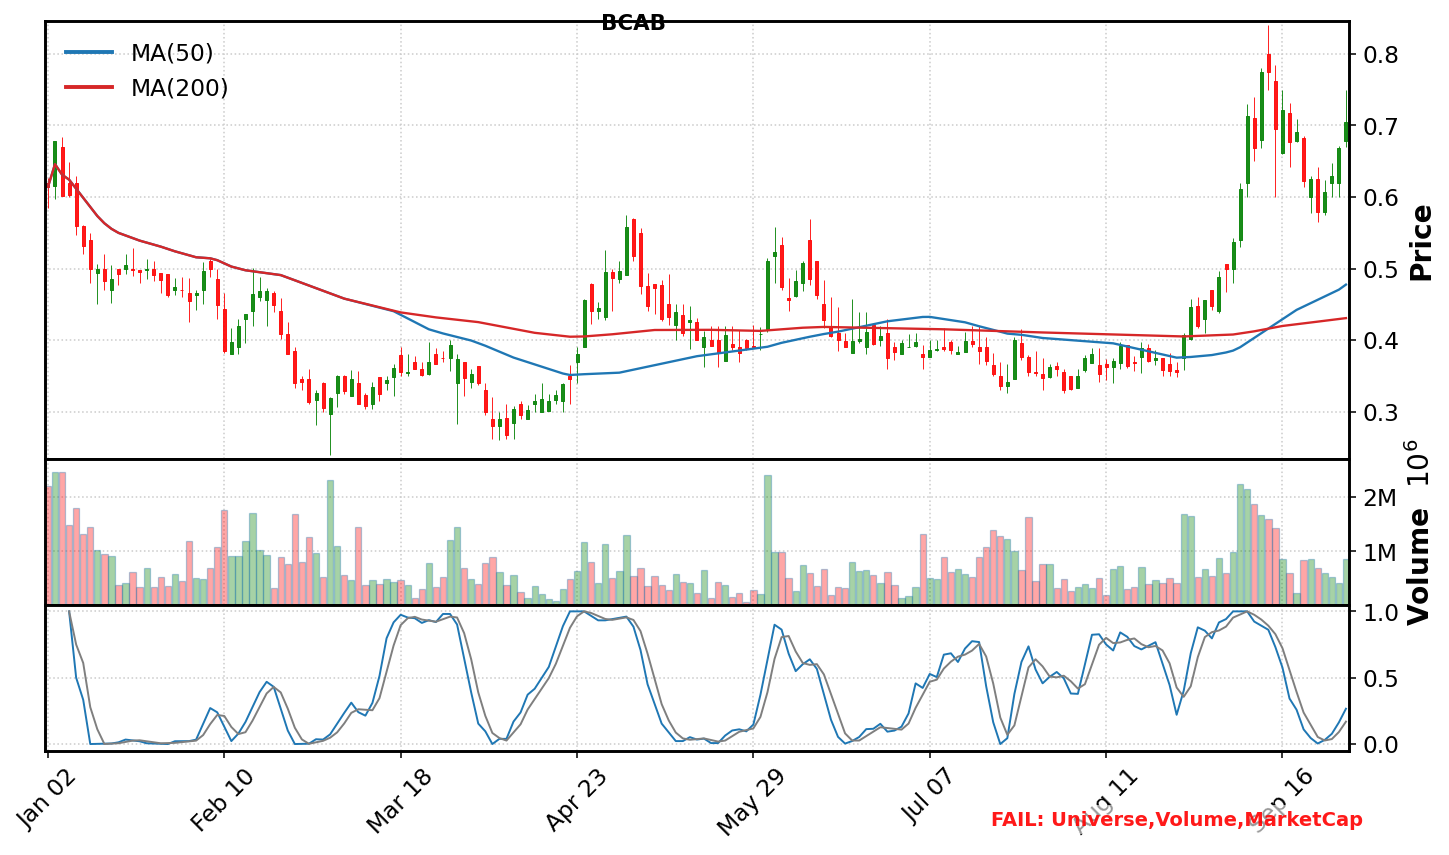 BCAB
MA(50)
MA(200)
0.8
0.7
0.6
0.5
0.4
0.3
Price
2M
1M
Volume 10⁶
1.0
0.5
0.0
Jan 02
Feb 10
Mar 18
Apr 23
May 29
Jul 07
Aug 11
Sep 16
FAIL: Universe,Volume,MarketCap